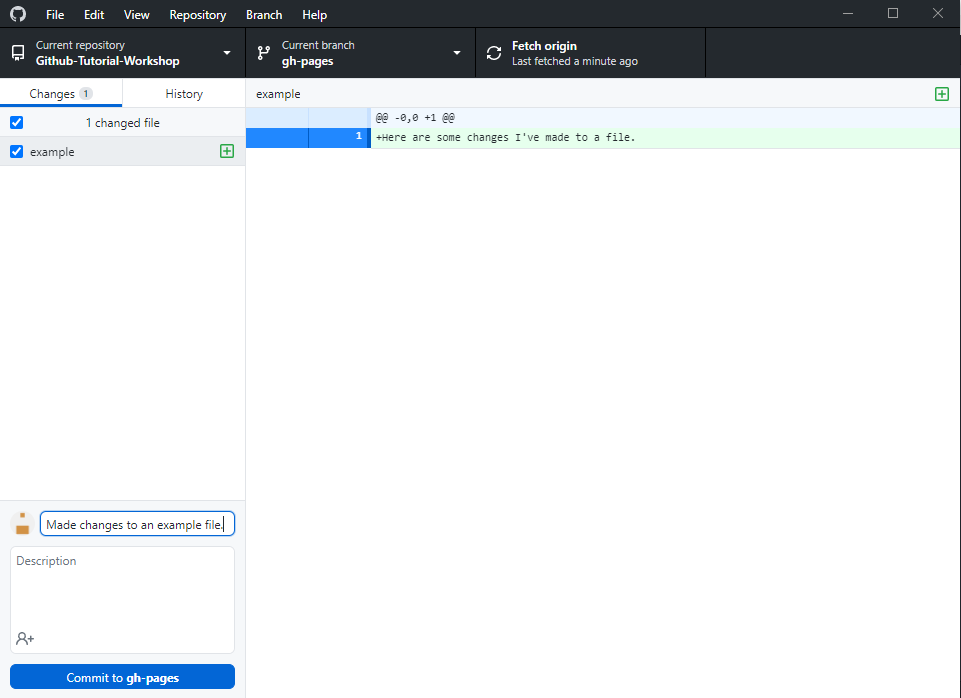 File Edit View Repository Branch Help
Current repository
Github-Tutorial-Workshop
Current branch
gh-pages
Fetch origin
Last fetched a minute ago
Changes 1 History
1 changed file
example
example
@@ -0,0 +1 @@
1 +Here are some changes I've made to a file.
Made changes to an example file.
Description
Commit to gh-pages